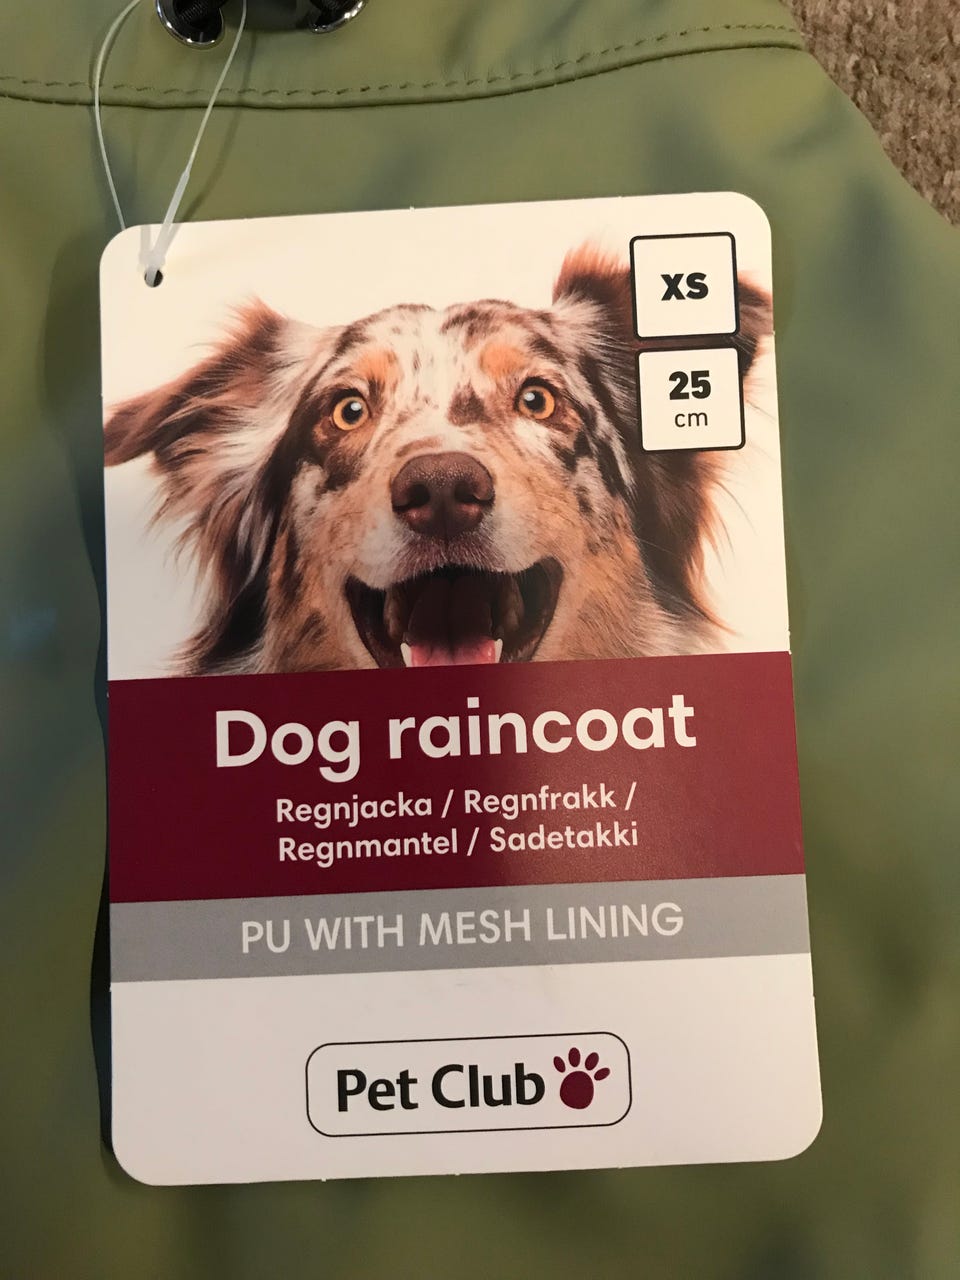 XS
25
cm
Dog raincoat
Regnjacka / Regnfrakk /
Regnmantel / Sadetakki
PU WITH MESH LINING
Pet Club